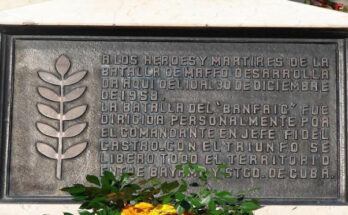 A LOS HEROES Y MARTIRES DE LA
BATALLA DE MAFFO DESARROLLA
DA AQUI DEL 10 AL 30 DE DICIEMBRE
DE 1958.
LA BATALLA DEL "BANFAIC" FUE
DIRIGIDA PERSONALMENTE POR
EL COMANDANTE EN JEFE FIDEL
CASTRO. CON EL TRIUNFO SE
LIBERO TODO EL TERRITORIO
ENTRE BAYAMO Y STGO. DE CUBA.